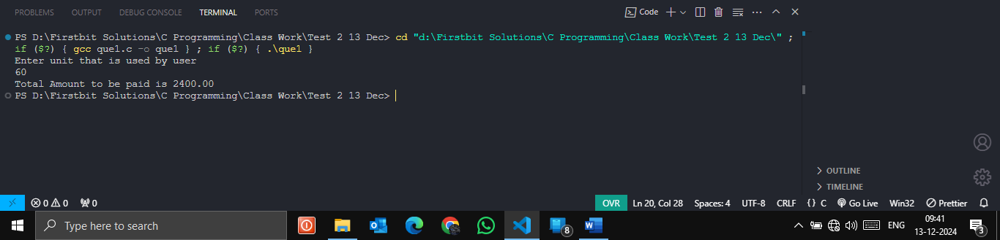 PROBLEMS OUTPUT DEBUG CONSOLE TERMINAL PORTS Code
PS D:\Firstbit Solutions\C Programming\Class Work\Test 2 13 Dec> cd "d:\Firstbit Solutions\C Programming\Class Work\Test 2 13 Dec\" ;
if ($?) { gcc que1.c -o que1 } ; if ($?) { .\que1 }
Enter unit that is used by user
60
Total Amount to be paid is 2400.00
PS D:\Firstbit Solutions\C Programming\Class Work\Test 2 13 Dec>
OUTLINE
TIMELINE
0 0 0 OVR Ln 20, Col 28 Spaces: 4 UTF-8 CRLF {} C Go Live Win32 Prettier
Type here to search 8 ENG 09:41
13-12-2024 3